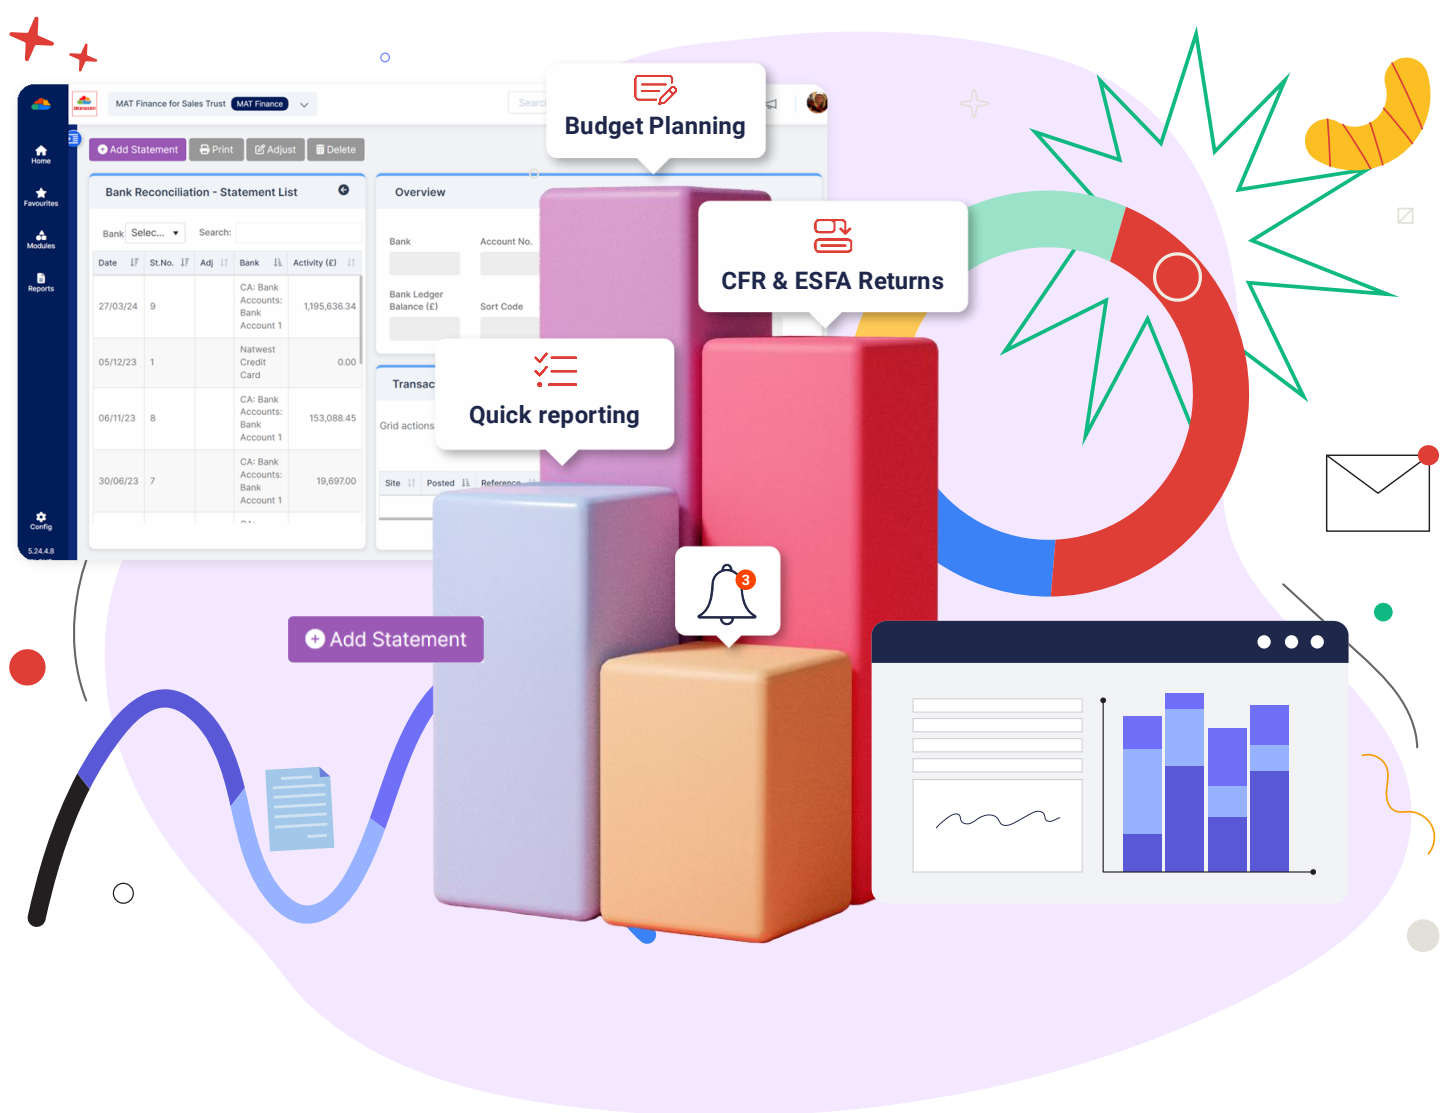 MAT Finance for Sales Trust MAT Finance
Search
Budget Planning
Add Statement Print Adjust Delete
Home
Favourites
Modules
Reports
Config
5.24.4.8
Bank Reconciliation - Statement List
Bank Selec... Search:
Date St.No. Adj Bank Activity (£)
27/03/24 9 CA: Bank Accounts: Bank Account 1 1,195,636.34
05/12/23 1 Natwest Credit Card 0.00
06/11/23 8 CA: Bank Accounts: Bank Account 1 153,088.45
30/06/23 7 CA: Bank Accounts: Bank Account 1 19,697.00
Overview
Bank Account No.
Bank Ledger
Balance (£) Sort Code
CFR & ESFA Returns
Transac
Quick reporting
Grid actions
Site Posted Reference
3
Add Statement